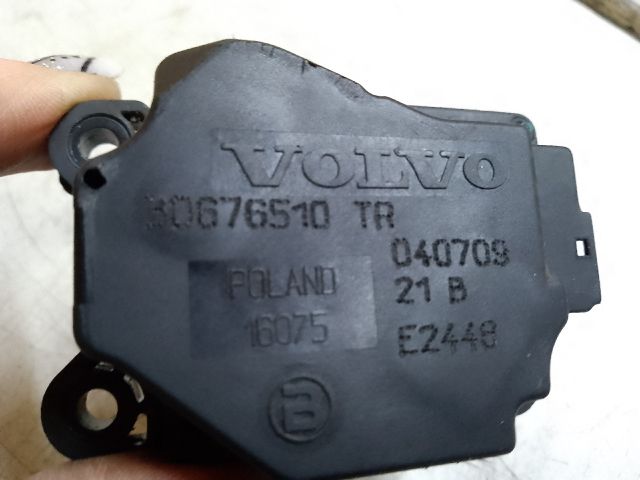 VOLVO
30676510 TR
040709
POLAND
21 B
16075
E2448
B